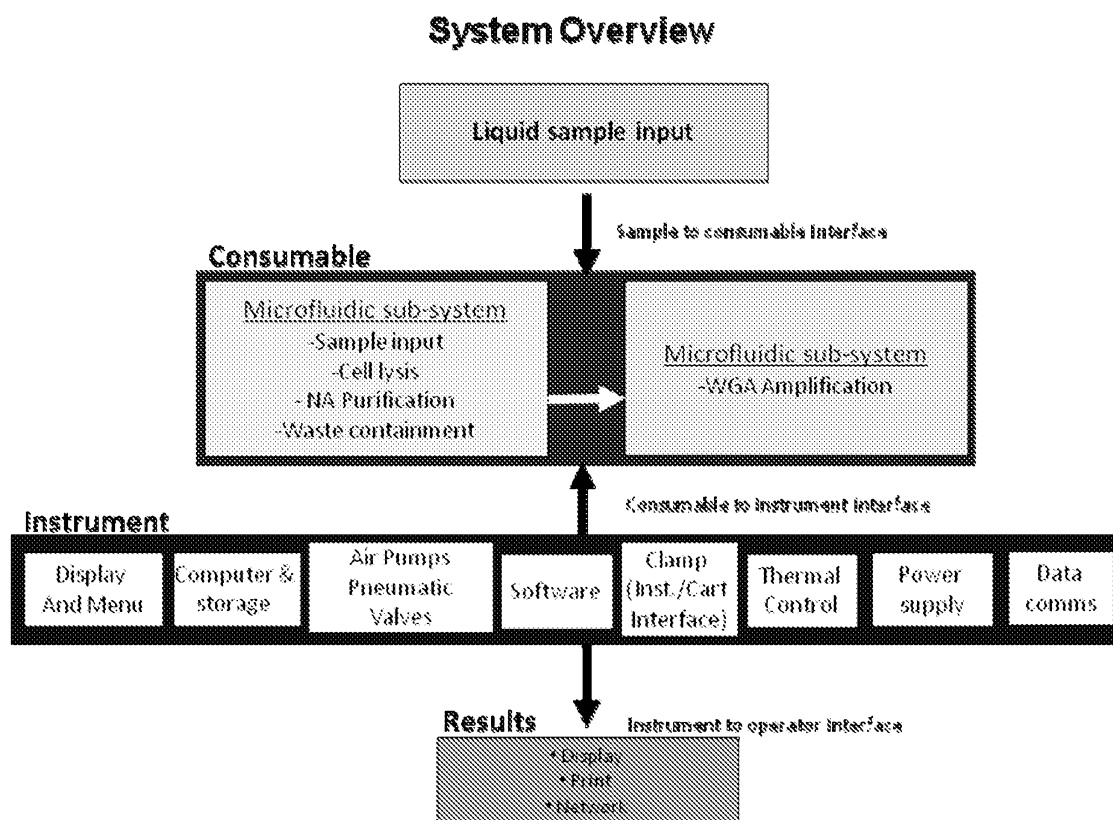 System Overview
Liquid sample input
Sample to consumable Interface
Consumable
Microfluidic sub-system
-Sample input
-Cell lysis
-NA Purification
-Waste containment
Microfluidic sub-system
-WGA Amplification
Consumable to Instrument Interface
Instrument
Display
And Menu
Computer &
storage
Air Pumps
Pneumatic
Valves
Software
Clamp
(Inst./Cart
Interface)
Thermal
Control
Power
supply
Data
comms
Results
Instrument to operator Interface
•Display
•Print
•Network